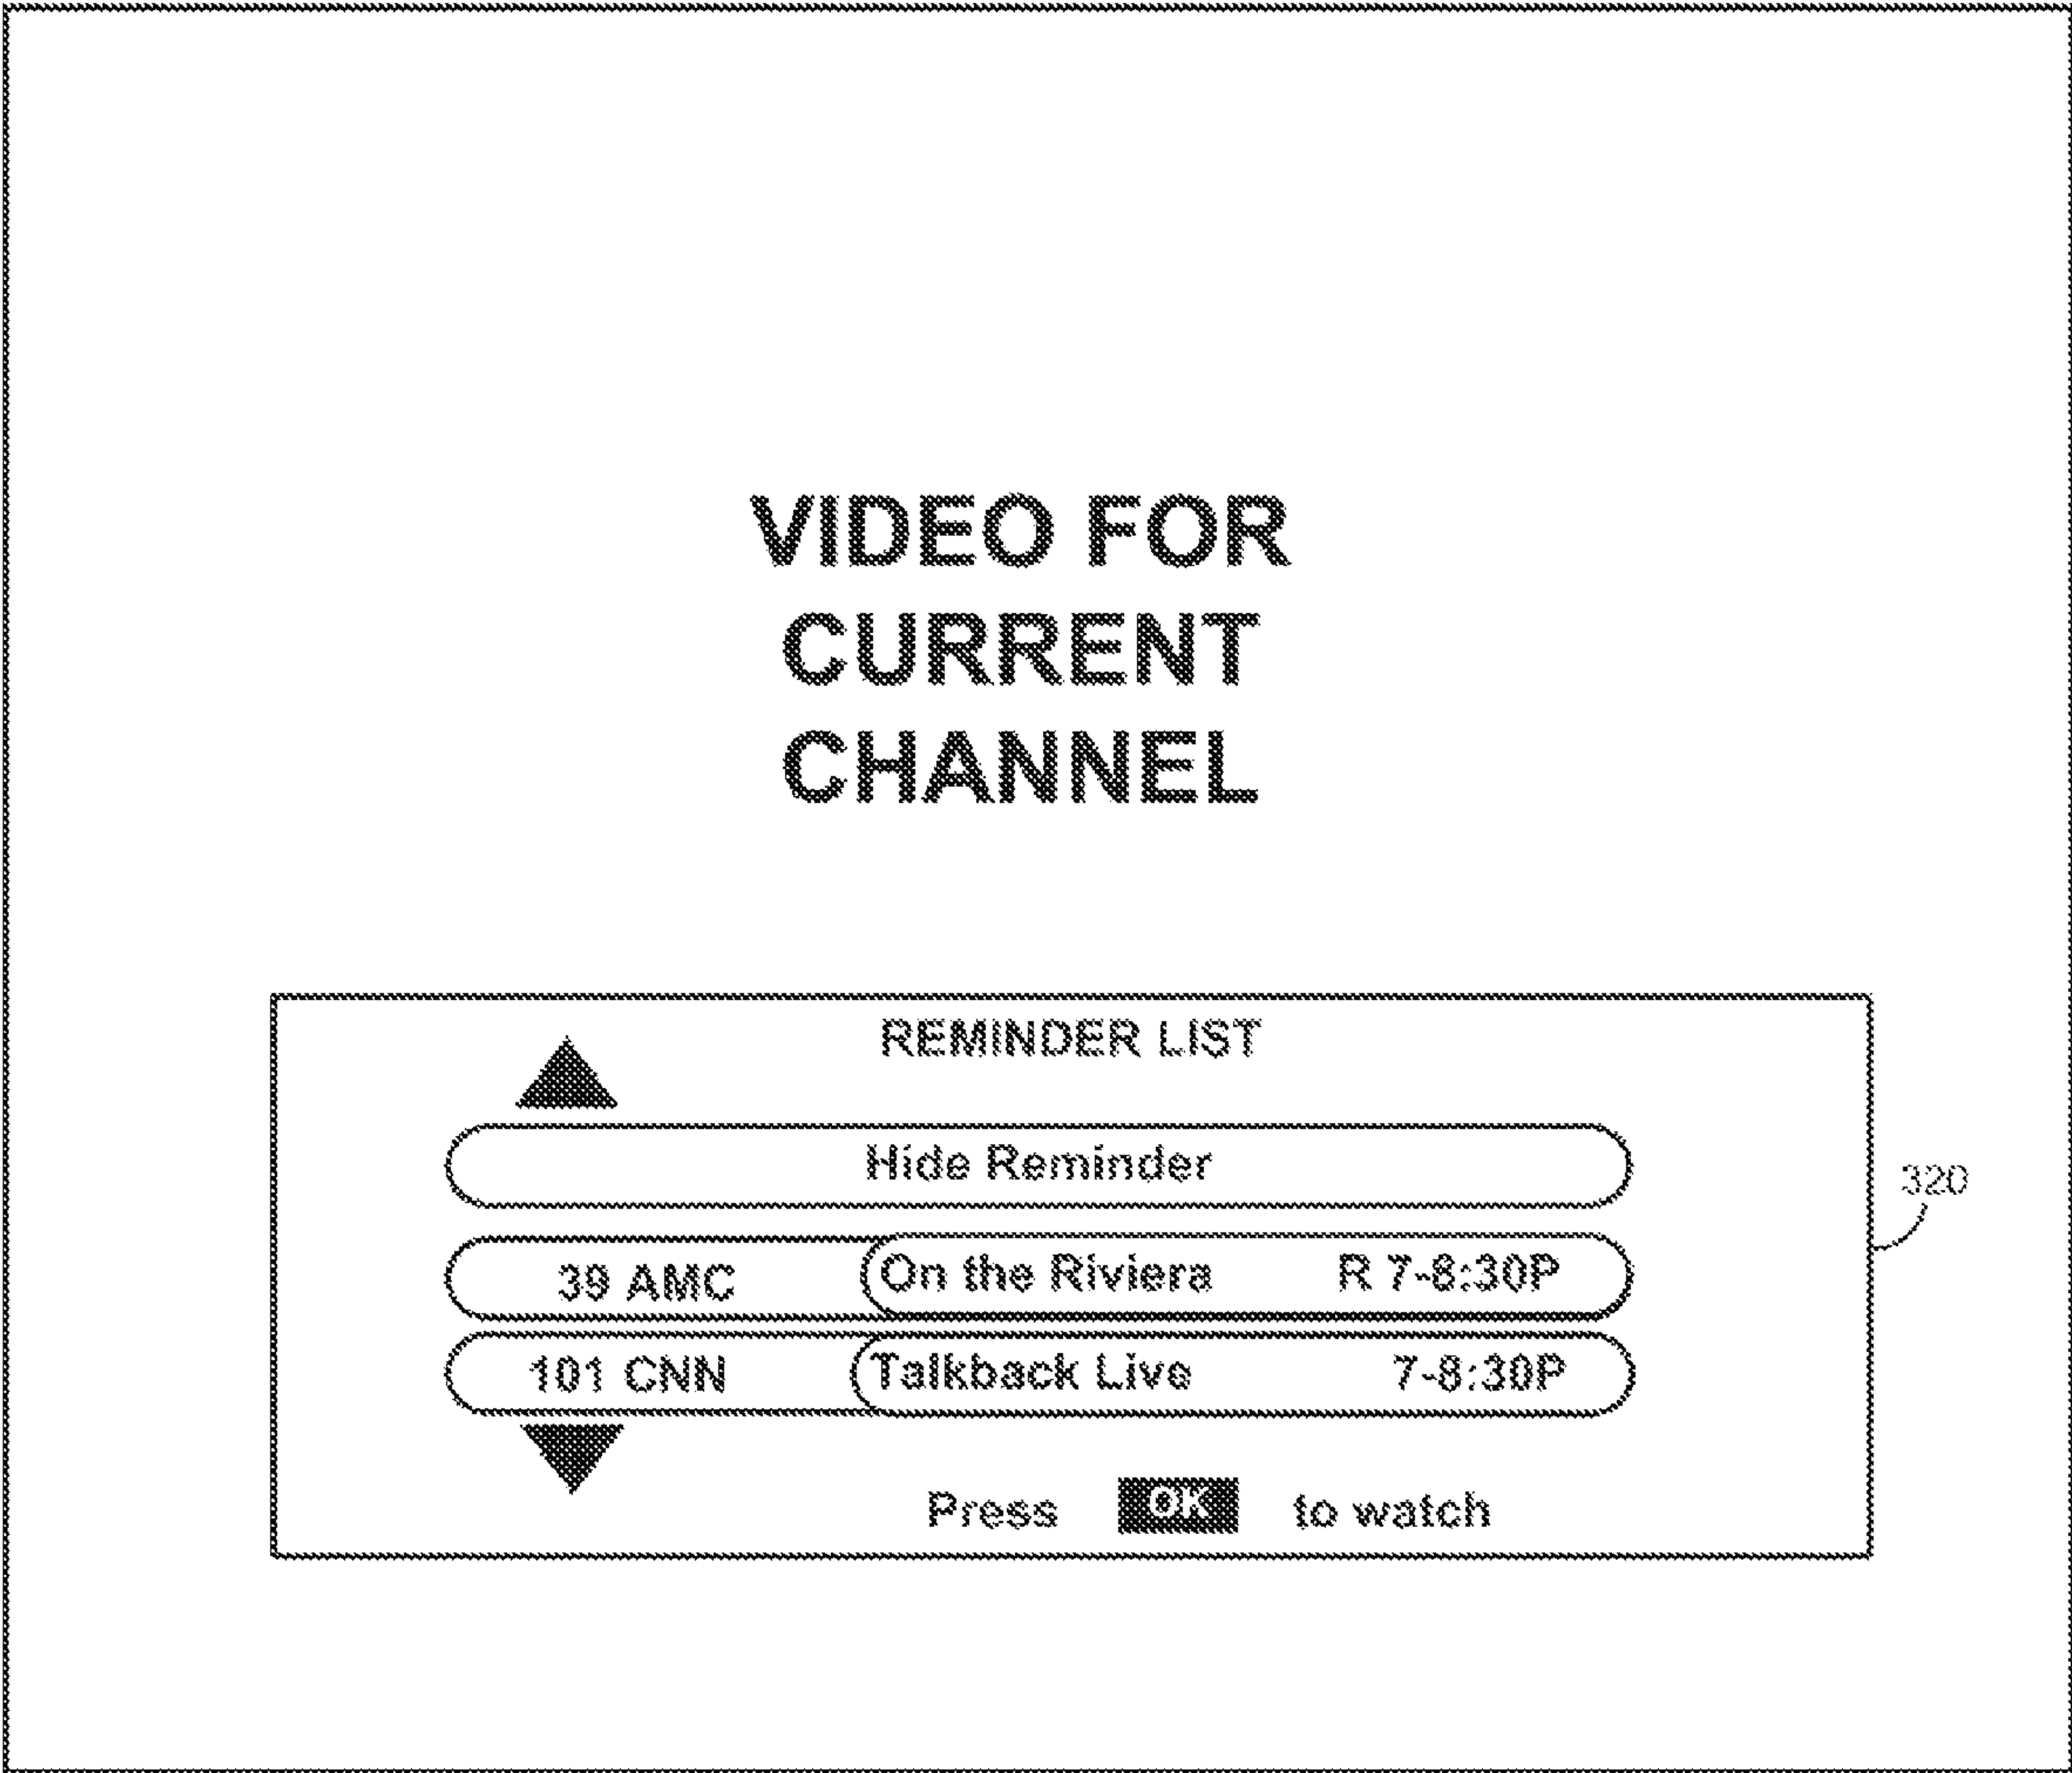 VIDEO FOR
CURRENT
CHANNEL
REMINDER LIST
Hide Reminder
320
39 AMC On the Riviera R 7-8:30P
101 CNN Talkback Live 7-8:30P
Press OK to watch